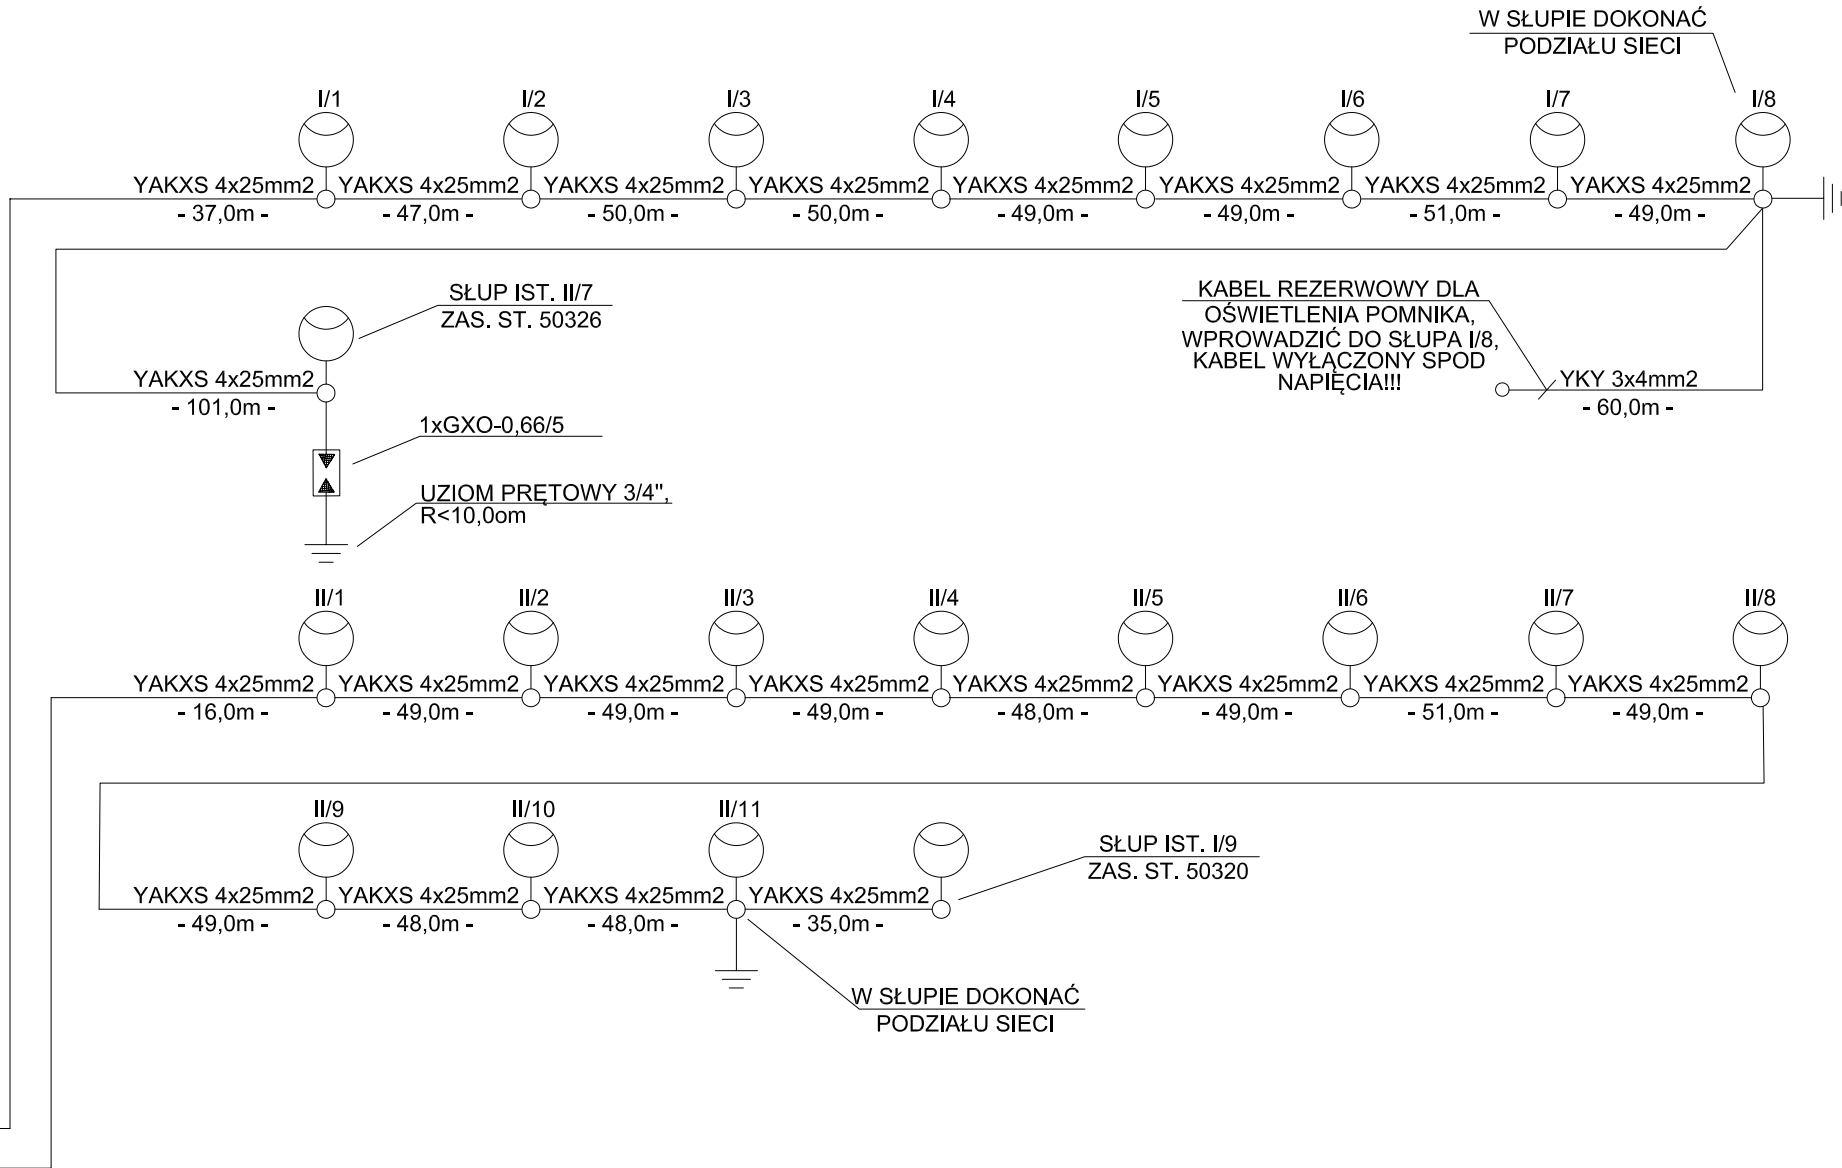 W SŁUPIE DOKONAĆ
PODZIAŁU SIECI
I/1 I/2 I/3 I/4 I/5 I/6 I/7 I/8
YAKXS 4x25mm2 YAKXS 4x25mm2 YAKXS 4x25mm2 YAKXS 4x25mm2 YAKXS 4x25mm2 YAKXS 4x25mm2 YAKXS 4x25mm2 YAKXS 4x25mm2
- 37,0m - - 47,0m - - 50,0m - - 50,0m - - 49,0m - - 49,0m - - 51,0m - - 49,0m -
SŁUP IST. II/7
ZAS. ST. 50326
YAKXS 4x25mm2
- 101,0m -
1xGXO-0,66/5
UZIOM PRĘTOWY 3/4",
R<10,0om
KABEL REZERWOWY DLA
OŚWIETLENIA POMNIKA,
WPROWADZIĆ DO SŁUPA I/8,
KABEL WYŁĄCZONY SPOD
NAPIĘCIA!!!
YKY 3x4mm2
- 60,0m -
II/1 II/2 II/3 II/4 II/5 II/6 II/7 II/8
YAKXS 4x25mm2 YAKXS 4x25mm2 YAKXS 4x25mm2 YAKXS 4x25mm2 YAKXS 4x25mm2 YAKXS 4x25mm2 YAKXS 4x25mm2 YAKXS 4x25mm2
- 16,0m - - 49,0m - - 49,0m - - 49,0m - - 48,0m - - 49,0m - - 51,0m - - 49,0m -
II/9 II/10 II/11
YAKXS 4x25mm2 YAKXS 4x25mm2 YAKXS 4x25mm2 YAKXS 4x25mm2
- 49,0m - - 48,0m - - 48,0m - - 35,0m -
SŁUP IST. I/9
ZAS. ST. 50320
W SŁUPIE DOKONAĆ
PODZIAŁU SIECI